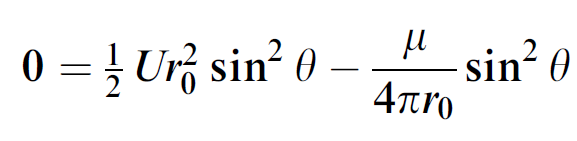 0 = ½ Ur₀² sin² θ − μ/(4πr₀) sin² θ